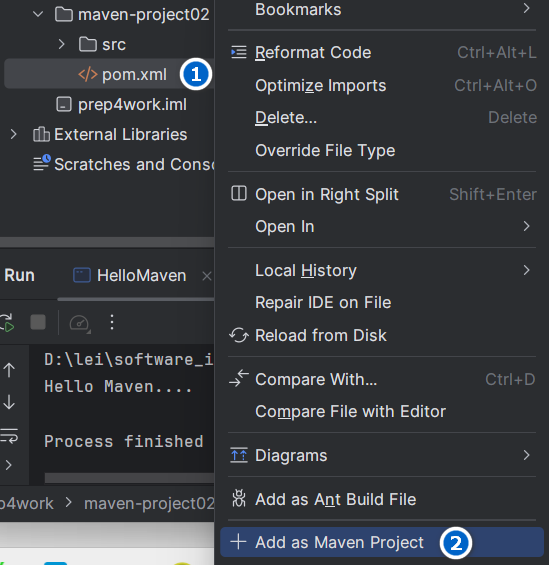 maven-project02
src
pom.xml 1
prep4work.iml
External Libraries
Scratches and Conso
Run HelloMaven
D:\lei\software_i
Hello Maven....
Process finished
p4work > maven-project02
Bookmarks
Reformat Code Ctrl+Alt+L
Optimize Imports Ctrl+Alt+O
Delete... Delete
Override File Type
Open in Right Split Shift+Enter
Open In
Local History
Repair IDE on File
Reload from Disk
Compare With... Ctrl+D
Compare File with Editor
Diagrams
Add as Ant Build File
Add as Maven Project 2